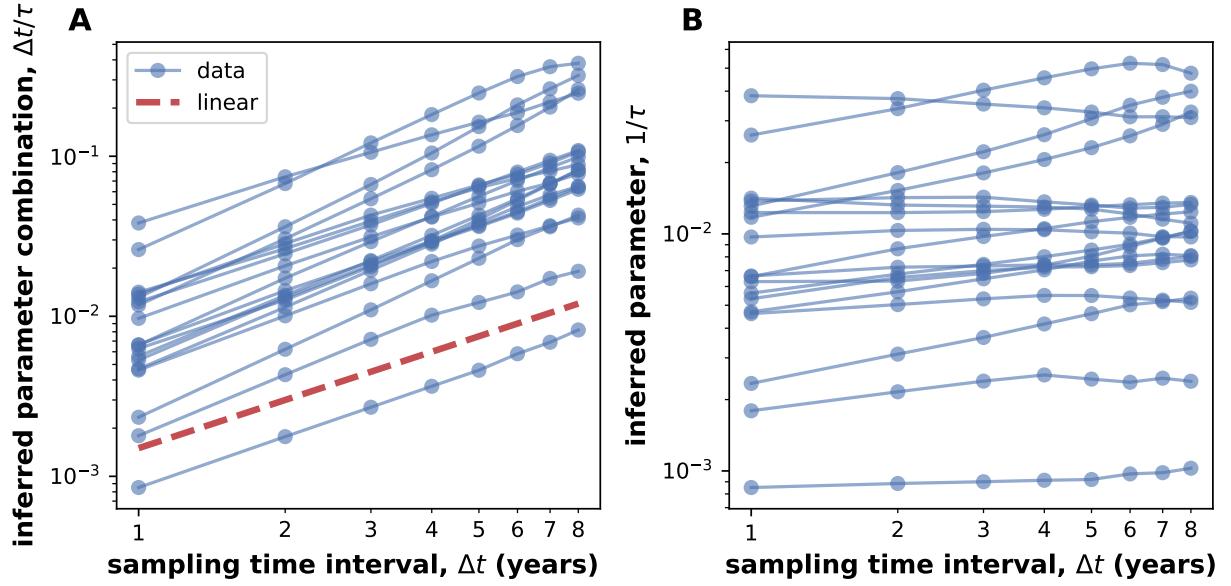 A
inferred parameter combination, Δt/τ
10⁻¹
10⁻²
10⁻³
data
linear
1 2 3 4 5 6 7 8
sampling time interval, Δt (years)
B
inferred parameter, 1/τ
10⁻²
10⁻³
1 2 3 4 5 6 7 8
sampling time interval, Δt (years)